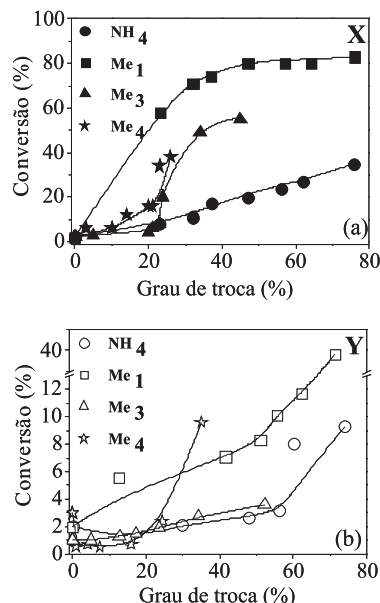 X
NH4
Me1
Me3
Me4
100
80
60
40
20
0
Conversão (%)
0 20 40 60 80
(a)
Grau de troca (%)
Y
NH4
Me1
Me3
Me4
40
12
10
8
6
4
2
0
Conversão (%)
0 20 40 60 80
(b)
Grau de troca (%)